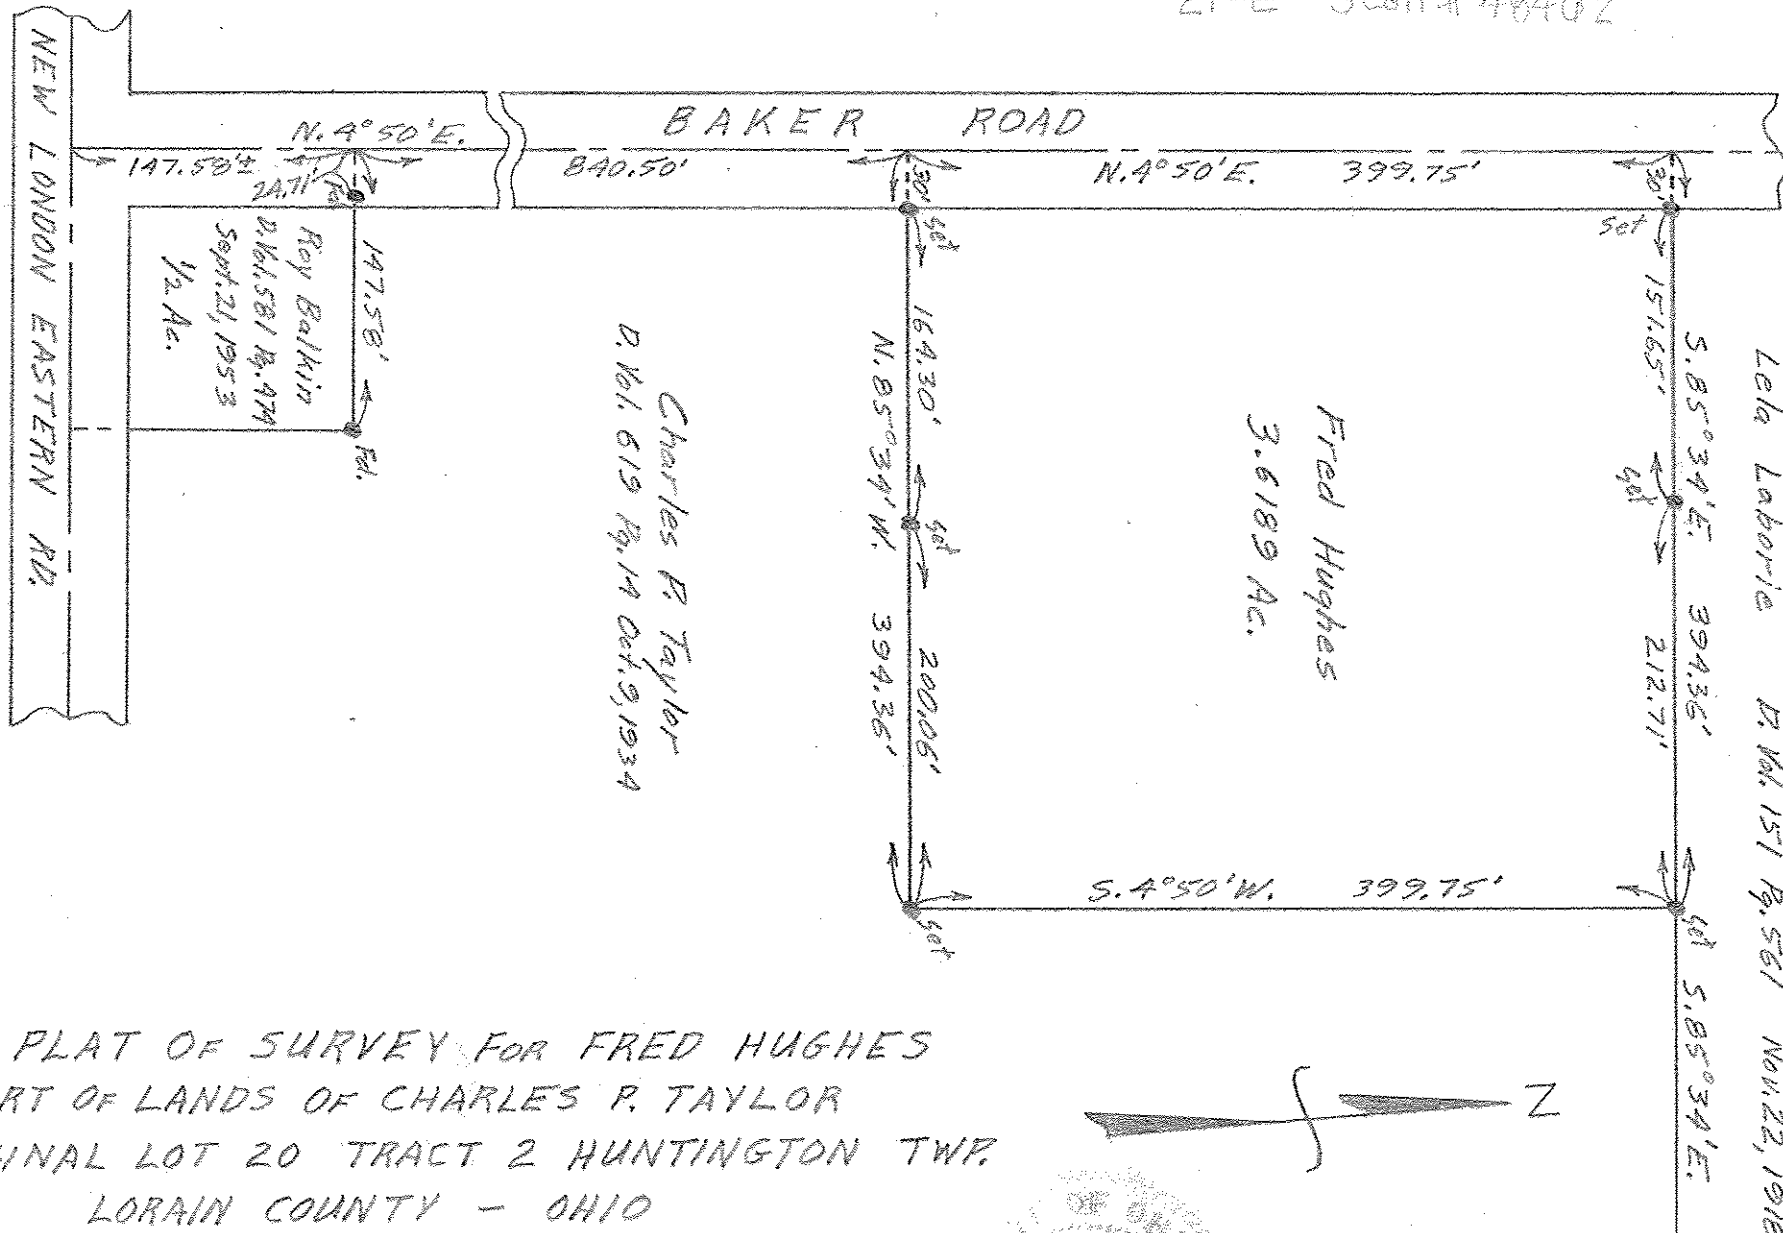 BAKER ROAD
N. 4°50'E.
147.58'±
24.71'
Fd.
840.50'
N. 4°50'E. 399.75'
30'
set
30'
set
NEW LONDON EASTERN RD.
Roy Balkin
D. Vol. 581 Pg. 474
Sept. 21, 1953
1/2 Ac.
147.58'
Fd.
Charles P. Taylor
D. Vol. 619 Pg. 14 Oct. 9, 1934
164.30'
200.06'
N. 85°34' W. 394.36'
set
set
Fred Hughes
3.6189 Ac.
S. 85°34' E. 394.36'
151.65'
212.71'
set
set
S. 4°50' W. 399.75'
S. 85°34' E.
Lela Laborie D. Vol. 151 Pg. 561 Nov. 22, 1918
PLAT OF SURVEY FOR FRED HUGHES
RT OF LANDS OF CHARLES P. TAYLOR
INAL LOT 20 TRACT 2 HUNTINGTON TWP.
LORAIN COUNTY - OHIO
N